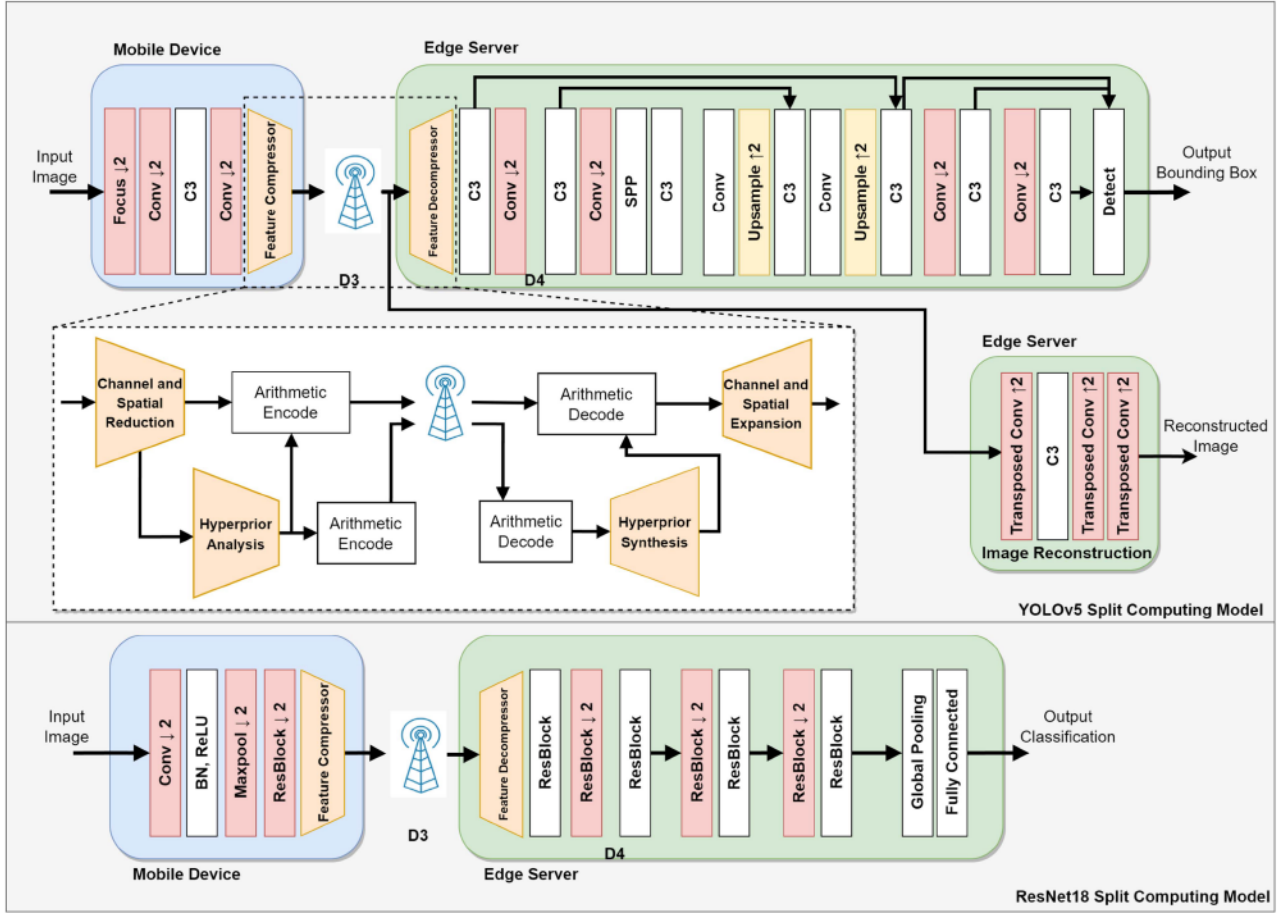 Mobile Device
Edge Server
Input
Image
Focus ↓2
Conv ↓2
C3
Conv ↓2
Feature Compressor
D3
Feature Decompressor
C3
Conv ↓2
D4
C3
Conv ↓2
SPP
C3
Conv
Upsample ↑2
C3
Conv
Upsample ↑2
C3
Conv ↓2
C3
Conv ↓2
C3
Detect
Output
Bounding Box
Channel and
Spatial
Reduction
Arithmetic
Encode
Hyperprior
Analysis
Arithmetic
Encode
Arithmetic
Decode
Arithmetic
Decode
Hyperprior
Synthesis
Channel and
Spatial
Expansion
Edge Server
Transposed Conv ↑2
C3
Transposed Conv ↑2
Transposed Conv ↑2
Image Reconstruction
Reconstructed
Image
YOLOv5 Split Computing Model
Input
Image
Conv ↓ 2
BN, ReLU
Maxpool ↓ 2
ResBlock ↓ 2
Feature Compressor
Mobile Device
D3
Feature Decompressor
ResBlock
ResBlock ↓ 2
ResBlock
ResBlock ↓ 2
ResBlock
ResBlock ↓ 2
ResBlock
Global Pooling
Fully Connected
D4
Edge Server
Output
Classification
ResNet18 Split Computing Model